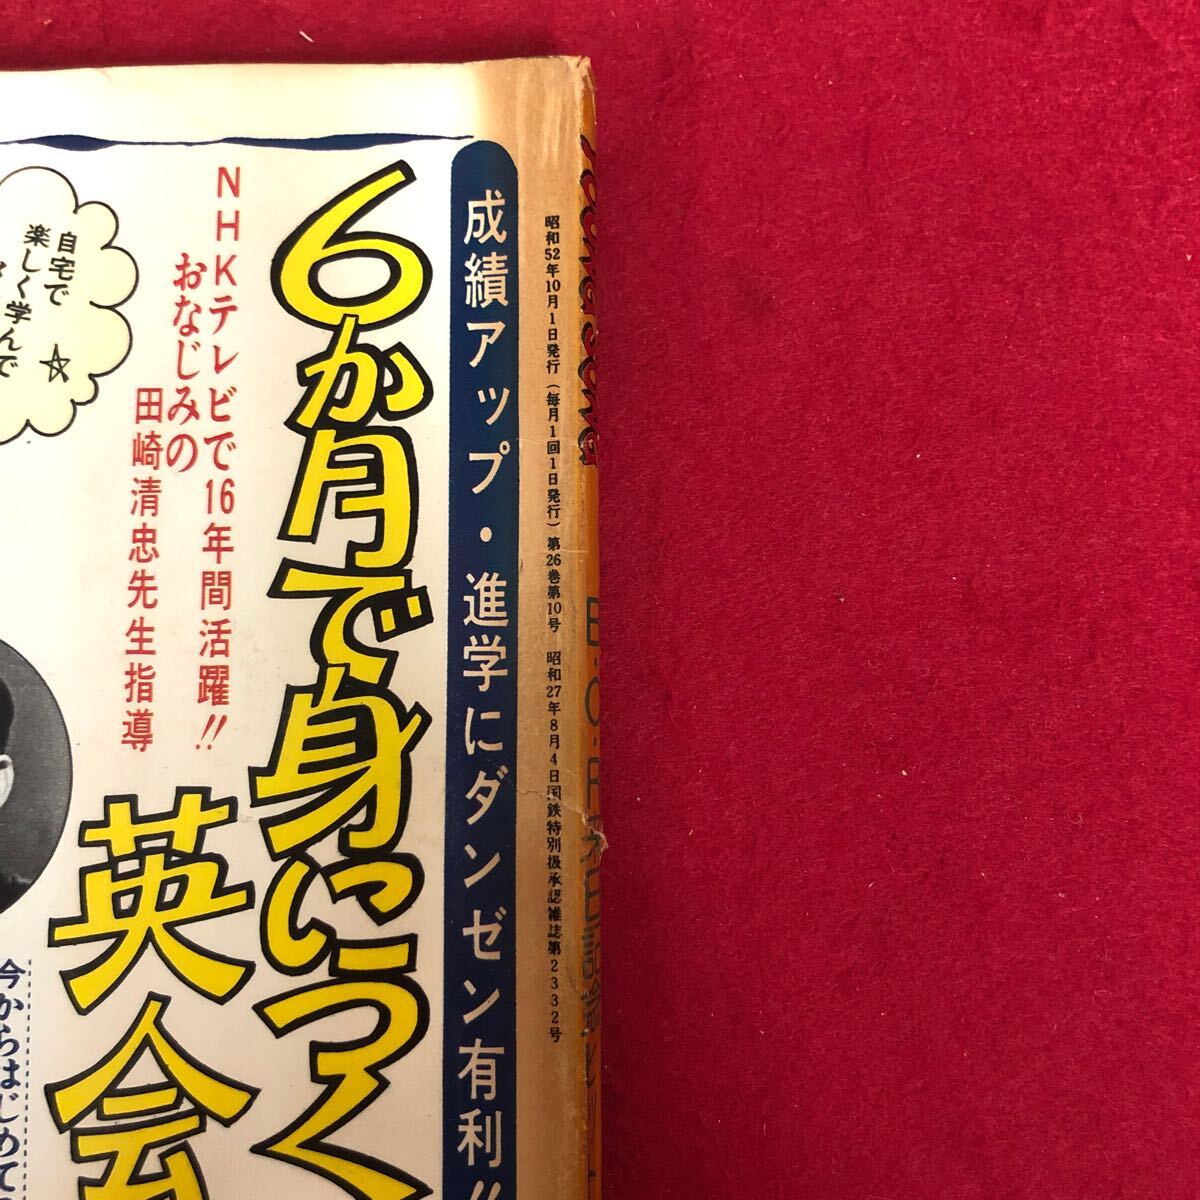 YOUNG SONG
昭和52年10月1日発行（毎月1回1日発行）第26巻第10号　昭和27年8月4日国鉄特別扱承認雑誌第2332号
成績アップ・進学にダンゼン有利!!
6か月で身につく
英会
NHKテレビで16年間活躍!!
おなじみの
田崎清忠先生指導
自宅で
楽しく学んで
今からはじめて